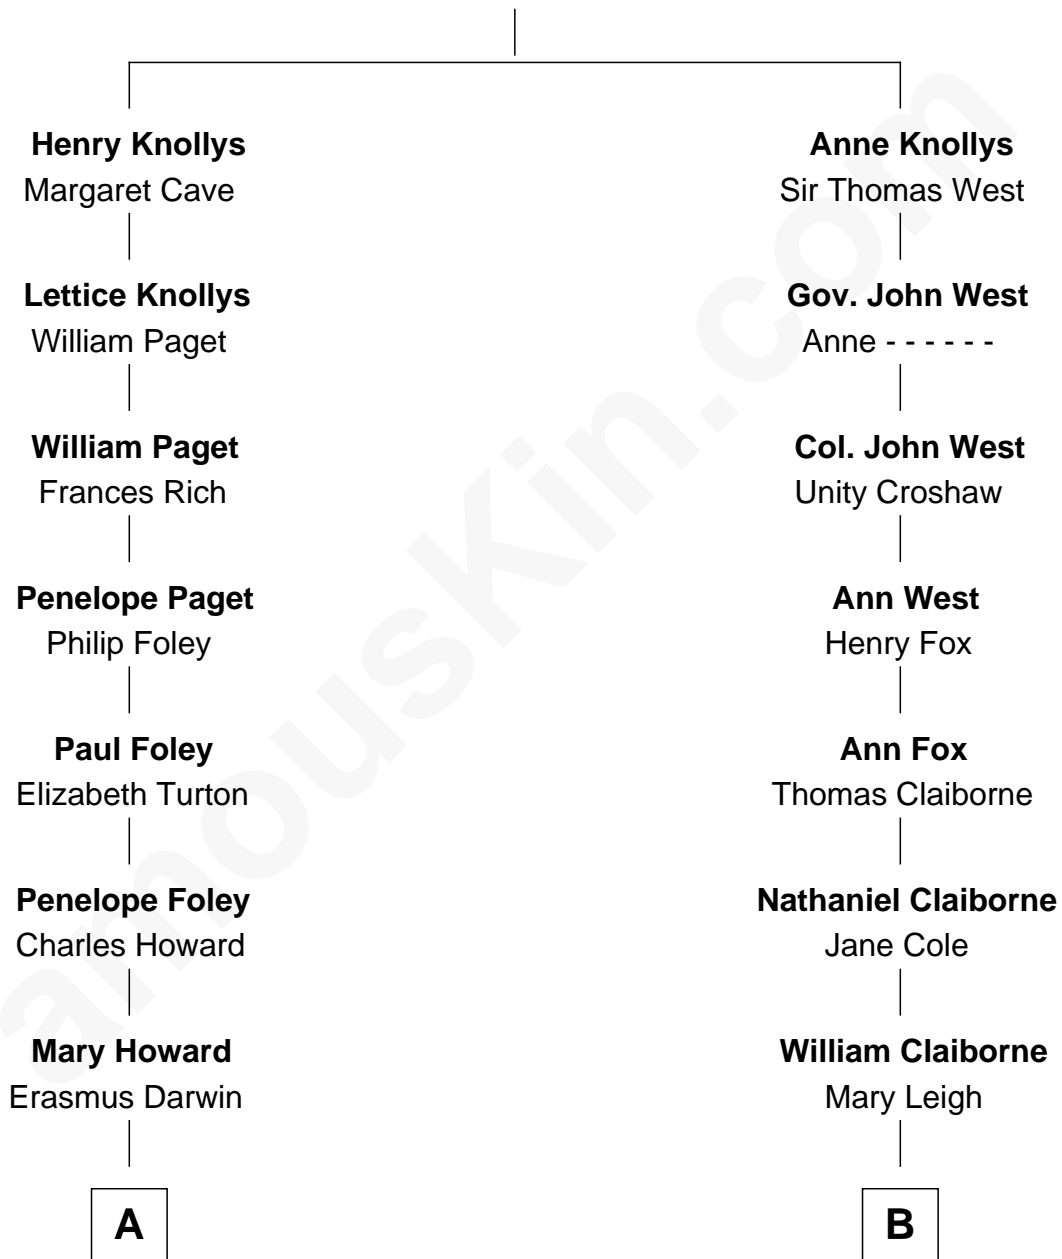 Henry Knollys
Margaret Cave
Lettice Knollys
William Paget
William Paget
Frances Rich
Penelope Paget
Philip Foley
Paul Foley
Elizabeth Turton
Penelope Foley
Charles Howard
Mary Howard
Erasmus Darwin
A
Anne Knollys
Sir Thomas West
Gov. John West
Anne - - - - - -
Col. John West
Unity Croshaw
Ann West
Henry Fox
Ann Fox
Thomas Claiborne
Nathaniel Claiborne
Jane Cole
William Claiborne
Mary Leigh
B
amousKin.com